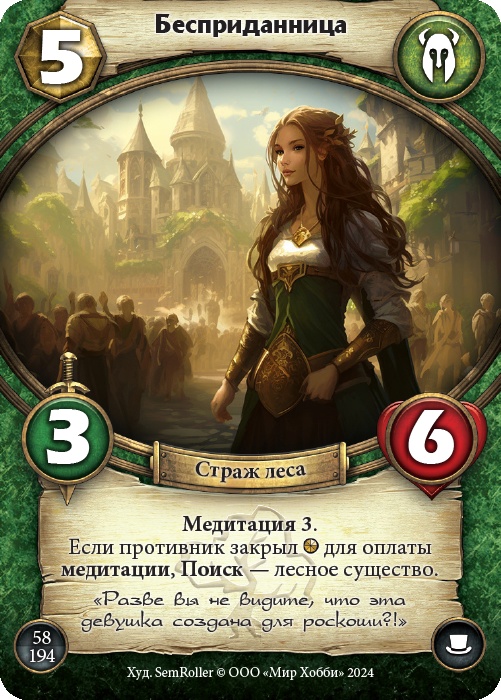 Бесприданница
5
3
6
Страж леса
Медитация 3.
Если противник закрыл для оплаты
медитации, Поиск — лесное существо.
«Разве вы не видите, что эта
девушка создана для роскоши?!»
58
194
Худ. SemRoller © ООО «Мир Хобби» 2024